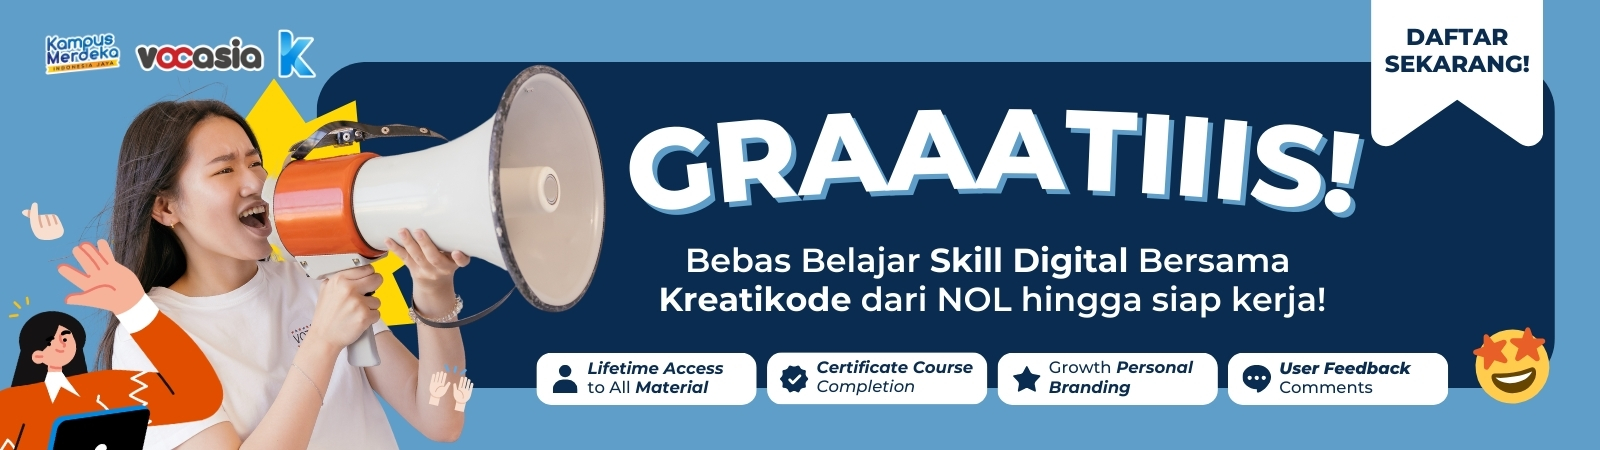 Kampus
Merdeka
INDONESIA JAYA
vocasia
K
DAFTAR
SEKARANG!
GRAAATIIIS!
Bebas Belajar Skill Digital Bersama
Kreatikode dari NOL hingga siap kerja!
Lifetime Access
to All Material
Certificate Course
Completion
Growth Personal
Branding
User Feedback
Comments